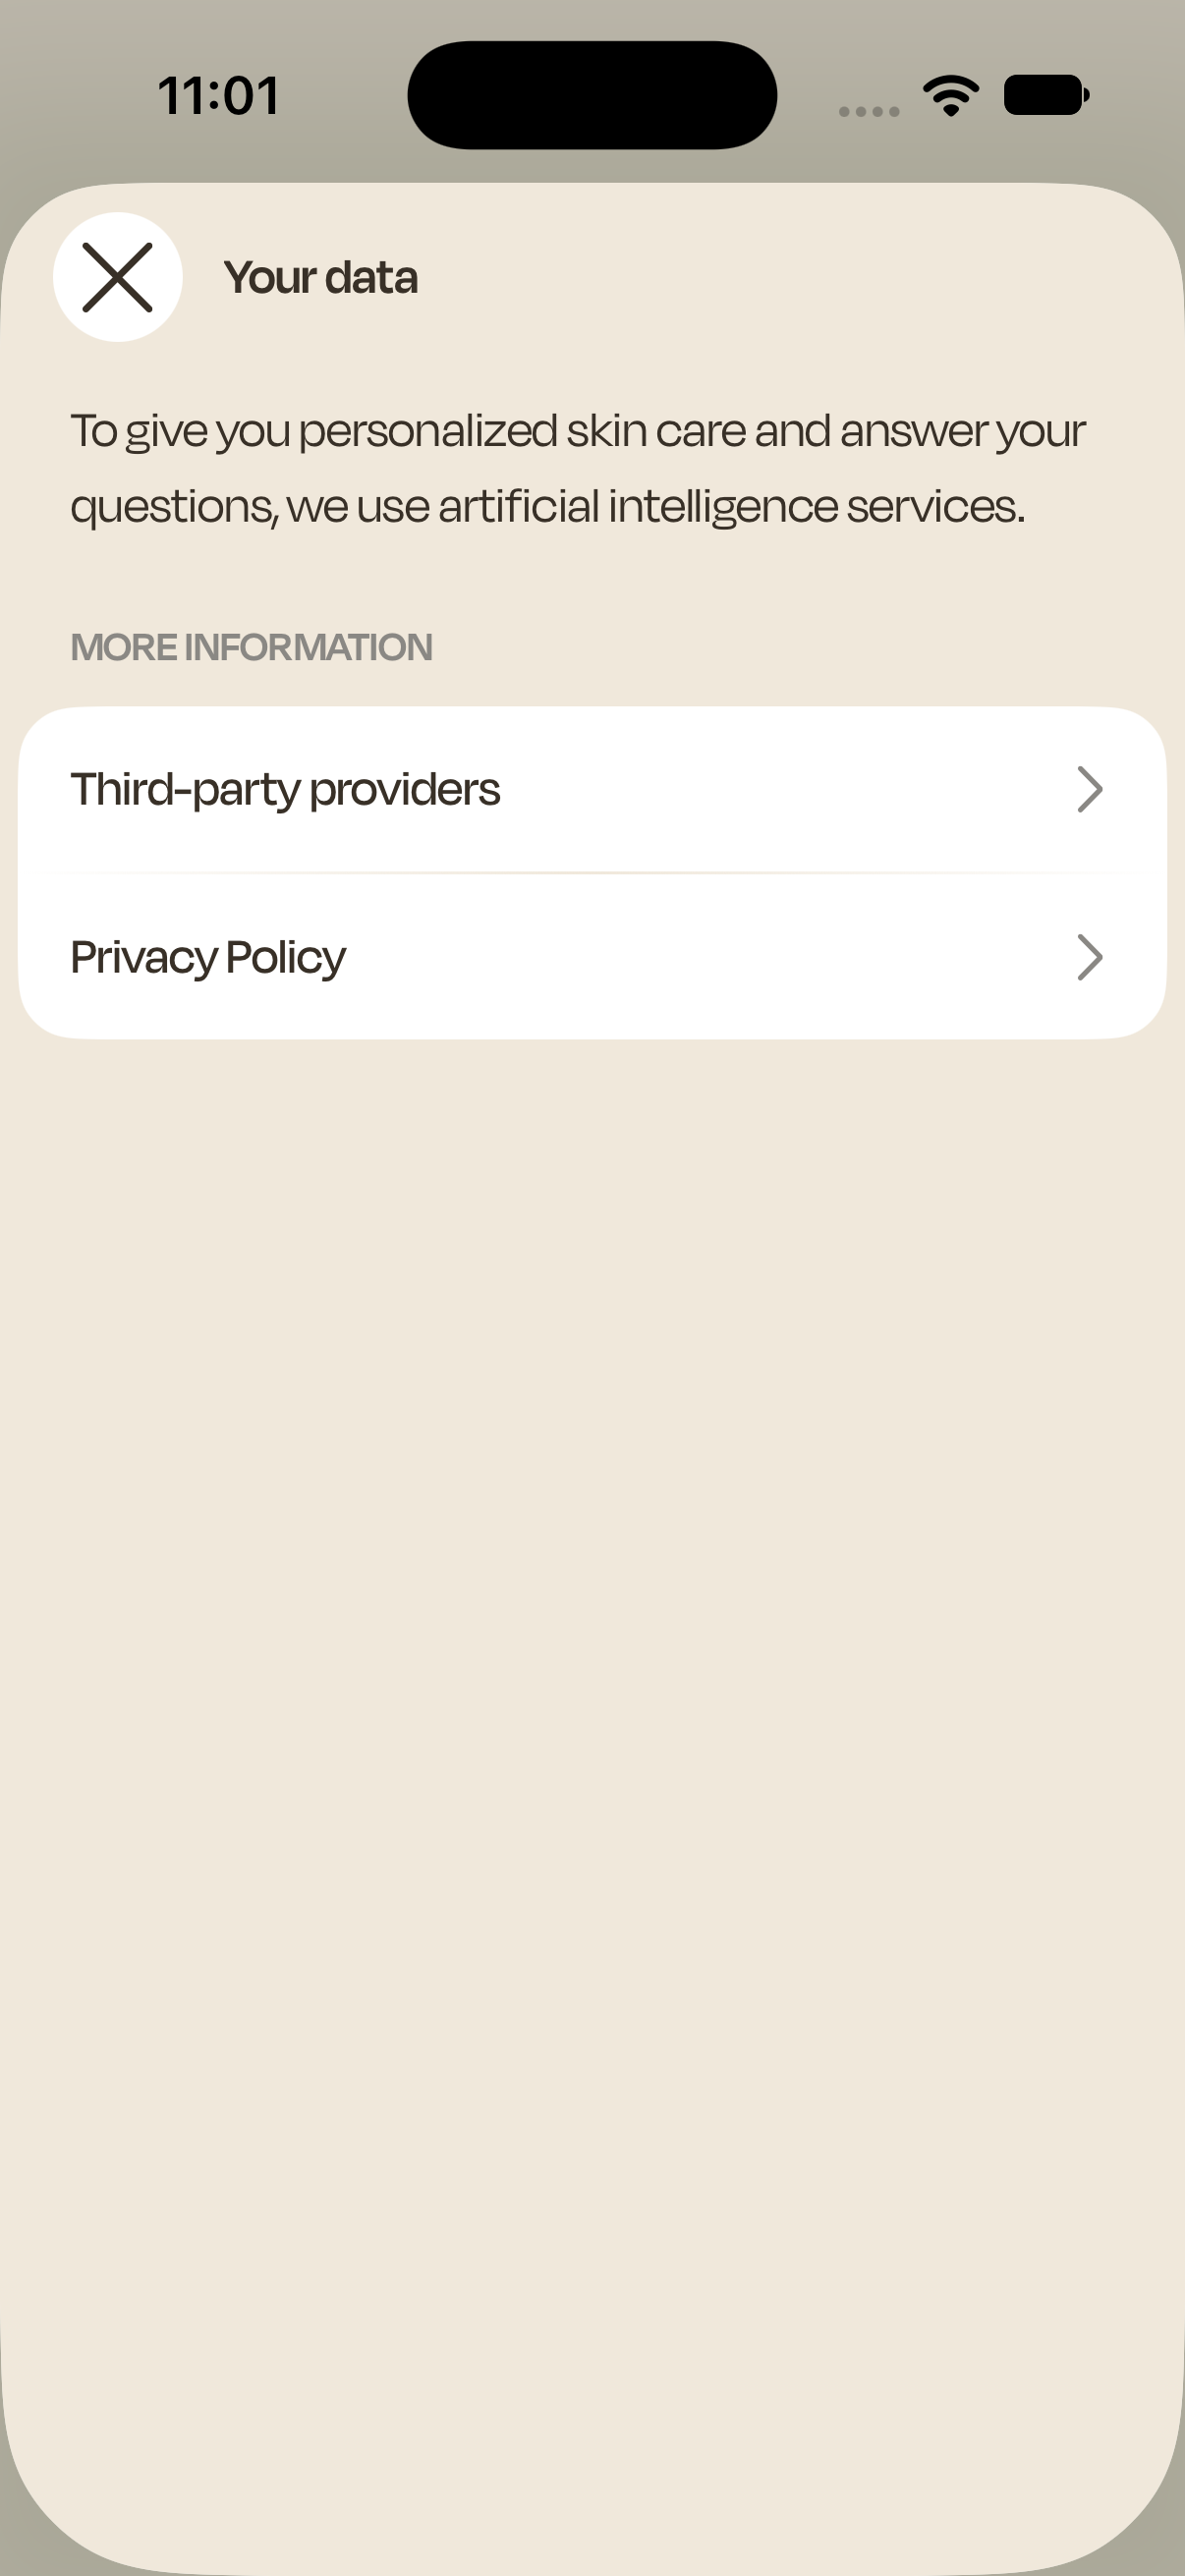 11:01
Your data
To give you personalized skin care and answer your
questions, we use artificial intelligence services.
MORE INFORMATION
Third-party providers
Privacy Policy